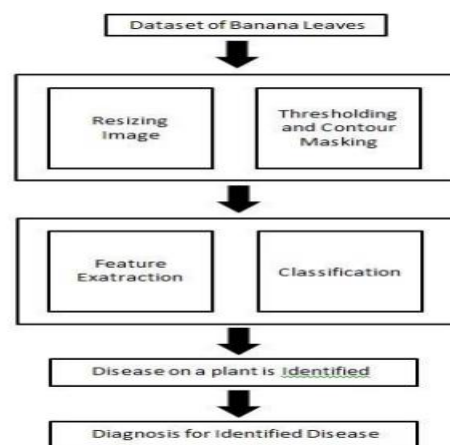 Dataset of Banana Leaves
Resizing
Image
Thresholding
and Contour
Masking
Feature
Exatraction
Classification
Disease on a plant is Identified
Diagnosis for Identified Disease